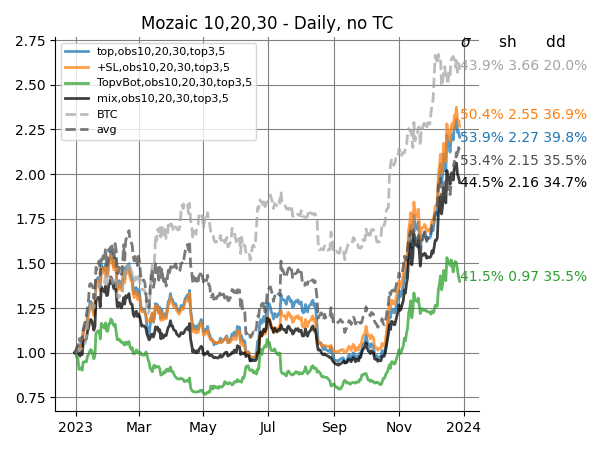 Mozaic 10,20,30 - Daily, no TC
σ sh dd
2.75
2.50
2.25
2.00
1.75
1.50
1.25
1.00
0.75
top,obs10,20,30,top3,5
+SL,obs10,20,30,top3,5
TopvBot,obs10,20,30,top3,5
mix,obs10,20,30,top3,5
BTC
avg
43.9% 3.66 20.0%
50.4% 2.55 36.9%
53.9% 2.27 39.8%
53.4% 2.15 35.5%
44.5% 2.16 34.7%
41.5% 0.97 35.5%
2023 Mar May Jul Sep Nov 2024